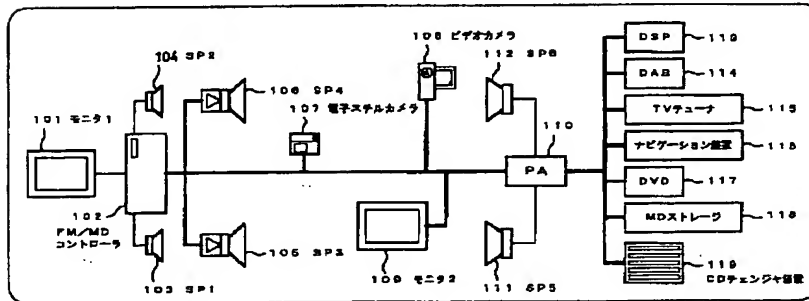 104 SP2
106 SP4
107 電子スチルカメラ
108 ビデオカメラ
112 SP6
101 モニタ1
102
FM/MD
コントローラ
103 SP1
105 SP3
109 モニタ2
110
PA
111 SP5
DSP 113
DAB 114
TVチューナ 115
ナビゲーション装置 116
DVD 117
MDストレージ 118
119
CDチェンジャ装置